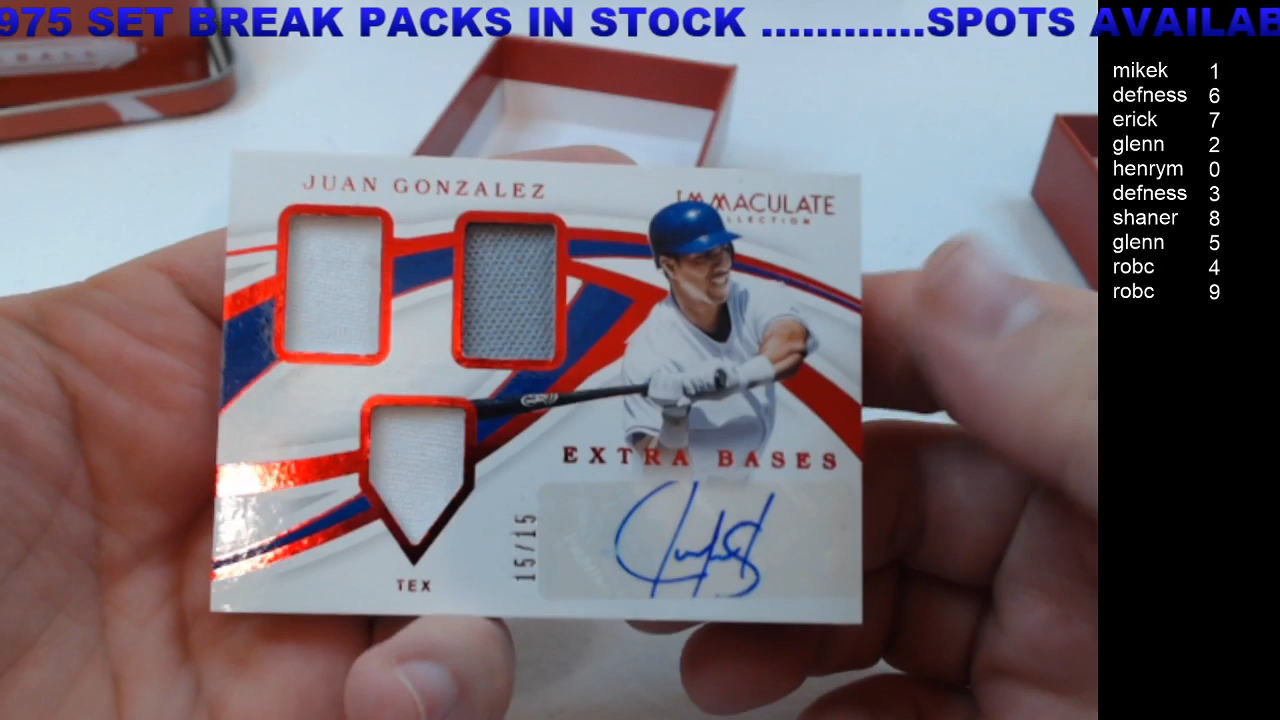 975 SET BREAK PACKS IN STOCK ............SPOTS AVAILAB
mikek 1
defness 6
erick 7
glenn 2
henrym 0
defness 3
shaner 8
glenn 5
robc 4
robc 9
JUAN GONZALEZ
IMMACULATE
COLLECTION
EXTRA BASES
15/15
TEX